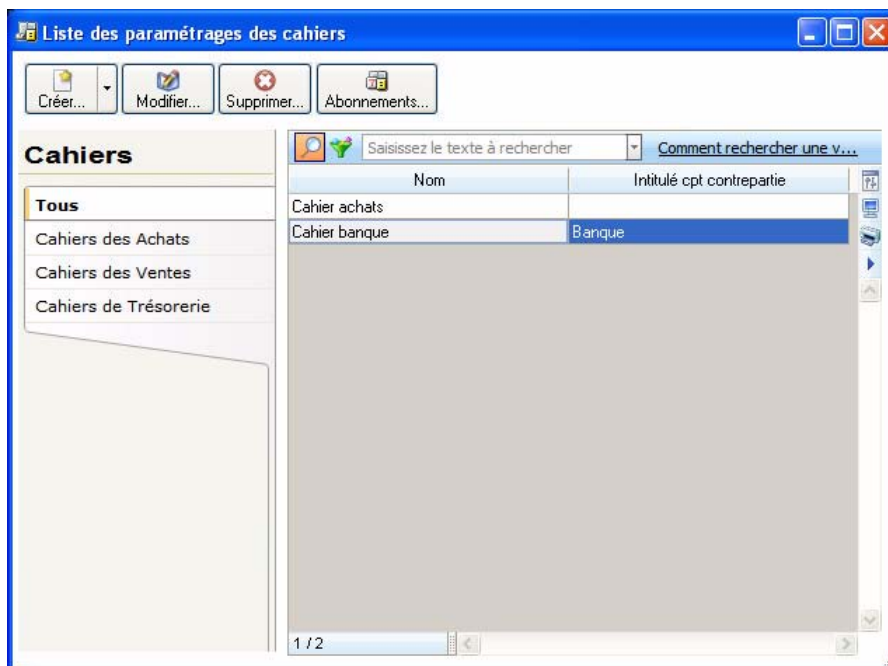 Liste des paramétrages des cahiers
Créer... Modifier... Supprimer... Abonnements...
Cahiers
Tous
Cahiers des Achats
Cahiers des Ventes
Cahiers de Trésorerie
Saisissez le texte à rechercher Comment rechercher une v...
Nom Intitulé cpt contrepartie
Cahier achats
Cahier banque Banque
1 / 2